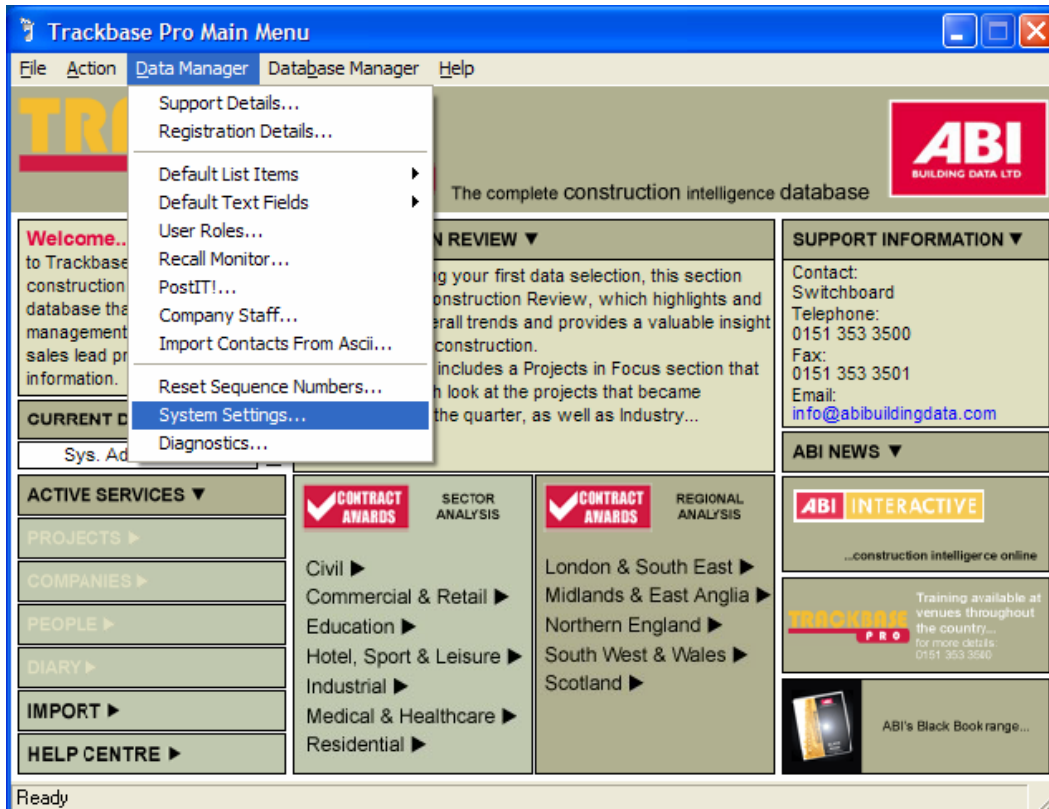 Trackbase Pro Main Menu
File Action Data Manager Database Manager Help
Support Details...
Registration Details...
Default List Items
Default Text Fields
User Roles...
Recall Monitor...
PostIT!...
Company Staff...
Import Contacts From Ascii...
Reset Sequence Numbers...
System Settings...
Diagnostics...
TR
The complete construction intelligence database
ABI
BUILDING DATA LTD
Welcome..
to Trackbase
construction
database tha
management
sales lead pr
information.
CURRENT D
Sys. Ad
N REVIEW ▼
g your first data selection, this section
onstruction Review, which highlights and
erall trends and provides a valuable insight
construction.
includes a Projects in Focus section that
h look at the projects that became
the quarter, as well as Industry...
SUPPORT INFORMATION ▼
Contact:
Switchboard
Telephone:
0151 353 3500
Fax:
0151 353 3501
Email:
info@abibuildingdata.com
ABI NEWS ▼
ACTIVE SERVICES ▼
PROJECTS ▶
COMPANIES ▶
PEOPLE ▶
DIARY ▶
IMPORT ▶
HELP CENTRE ▶
CONTRACT
AWARDS
SECTOR
ANALYSIS
Civil ▶
Commercial & Retail ▶
Education ▶
Hotel, Sport & Leisure ▶
Industrial ▶
Medical & Healthcare ▶
Residential ▶
CONTRACT
AWARDS
REGIONAL
ANALYSIS
London & South East ▶
Midlands & East Anglia ▶
Northern England ▶
South West & Wales ▶
Scotland ▶
ABI INTERACTIVE
...construction intelligerce online
TRACKBASE
PRO
Training available at
venues throughout
the country...
for more details:
0151 353 3500
ABI
ABI's Black Book range...
Ready